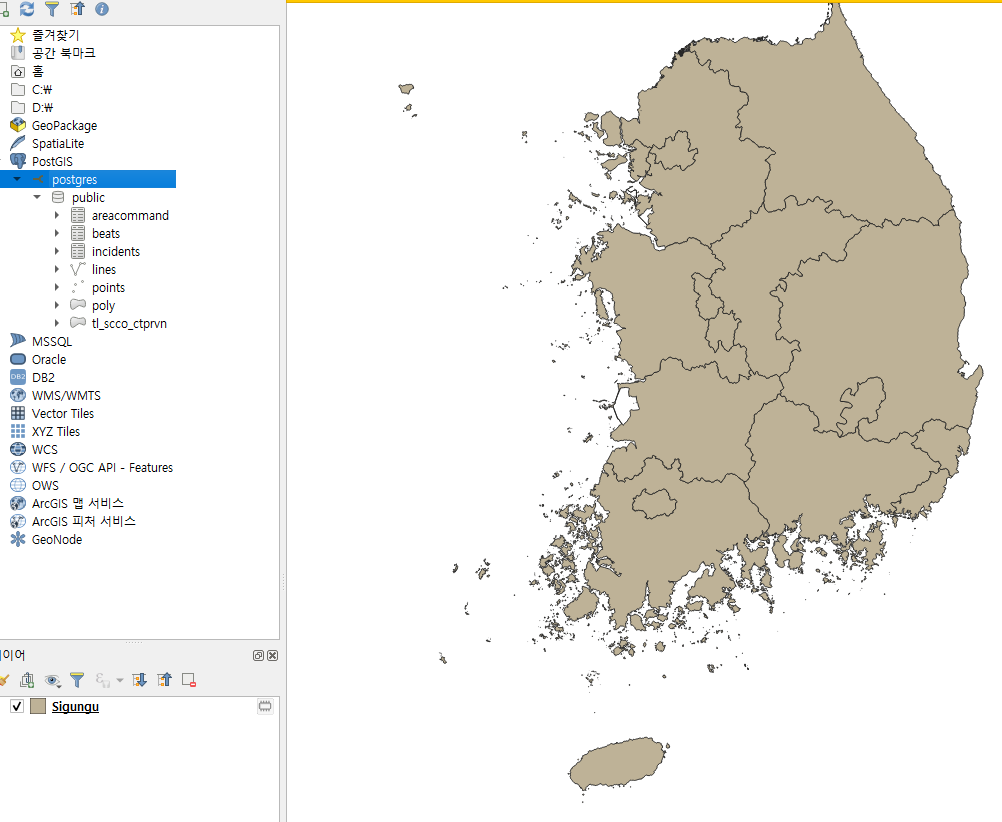 즐겨찾기
공간 북마크
홈
C:₩
D:₩
GeoPackage
SpatiaLite
PostGIS
postgres
public
areacommand
beats
incidents
lines
points
poly
tl_scco_ctprvn
MSSQL
Oracle
DB2
WMS/WMTS
Vector Tiles
XYZ Tiles
WCS
WFS / OGC API - Features
OWS
ArcGIS 맵 서비스
ArcGIS 피처 서비스
GeoNode
이어
Sigungu